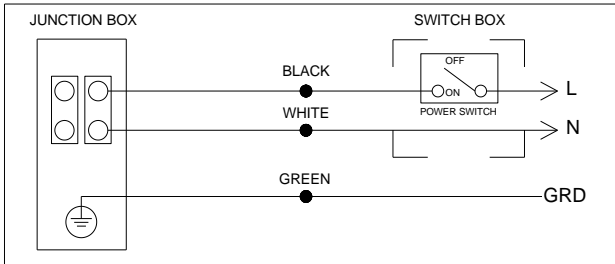 JUNCTION BOX
SWITCH BOX
OFF
BLACK
ON
L
POWER SWITCH
WHITE
N
GREEN
GRD